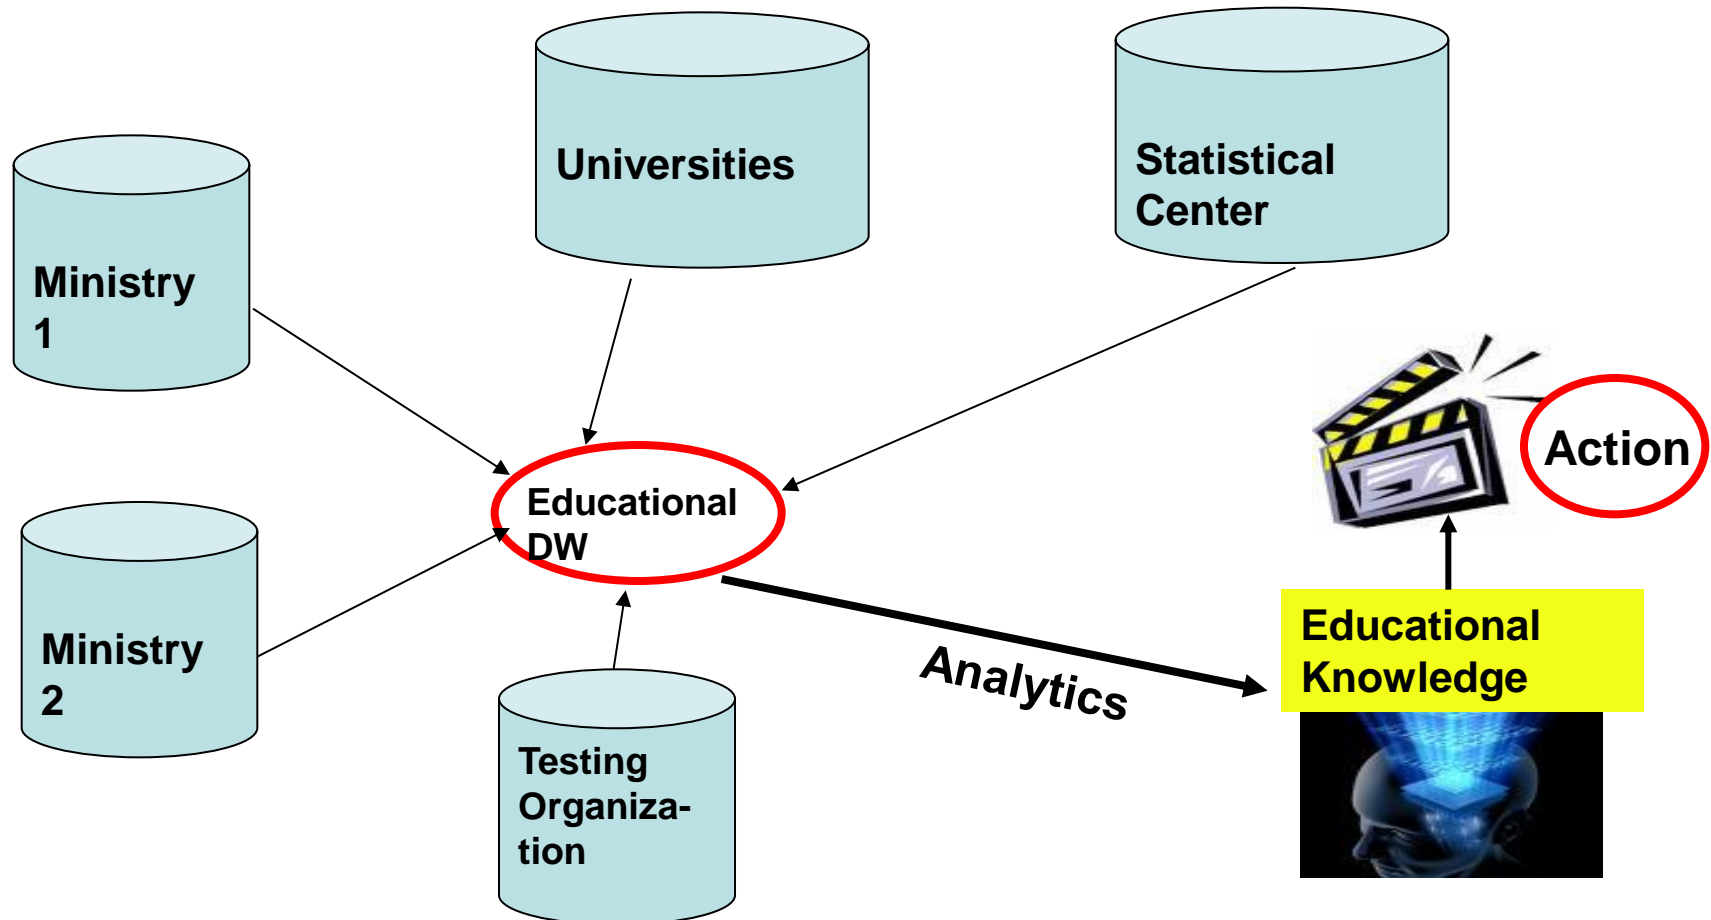 Universities
Statistical
Center
Ministry
1
Action
Educational
DW
Ministry
2
Analytics
Educational
Knowledge
Testing
Organiza-
tion